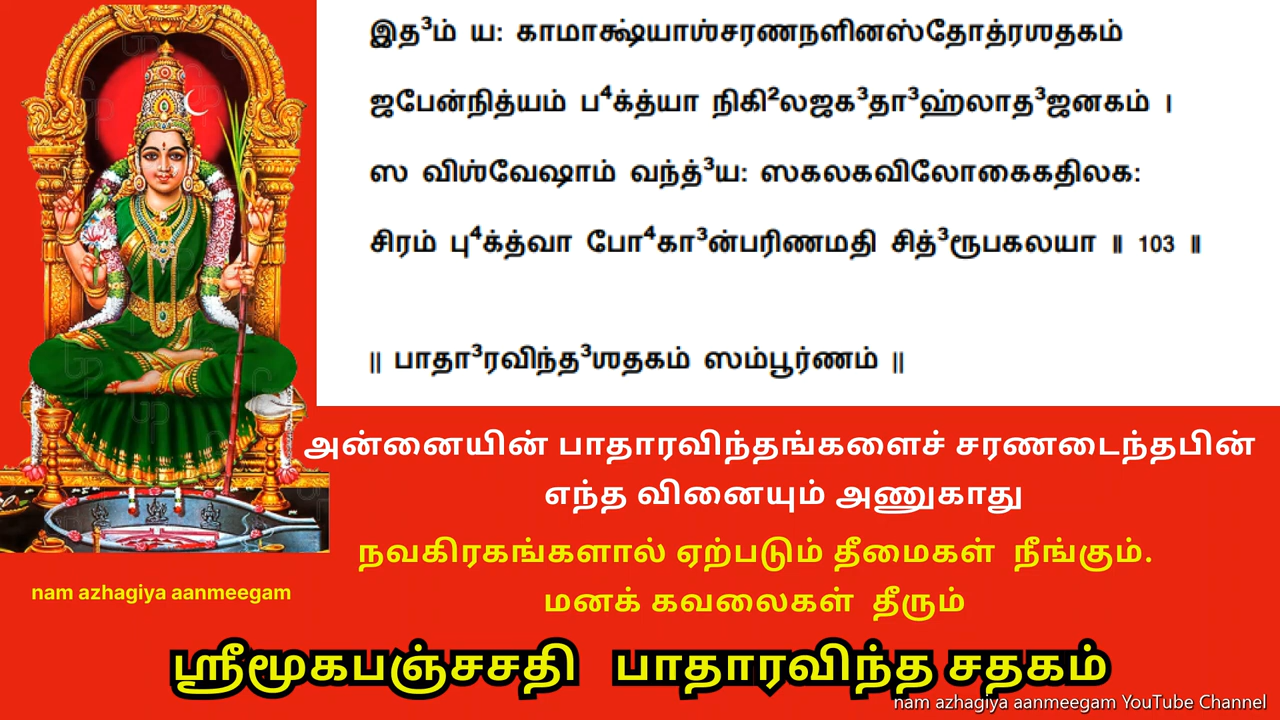 இத³ம் ய: காமாக்ஷ்யாஶ்சரணநளினஸ்தோத்ரஶதகம்
ஜபேன்நித்யம் ப⁴க்த்யா நிகி²லஜக³தா³ஹ்லாத³ஜனகம் ।
ஸ விஶ்வேஷாம் வந்த்³ய: ஸகலகவிலோகைகதிலக:
சிரம் பு⁴க்த்வா போ⁴கா³ன்பரிணமதி சித்³ரூபகலயா ॥ 103 ॥
॥ பாதா³ரவிந்த³ஶதகம் ஸம்பூர்ணம் ॥
அன்னையின் பாதாரவிந்தங்களைச் சரணடைந்தபின்
எந்த வினையும் அணுகாது
நவகிரகங்களால் ஏற்படும் தீமைகள் நீங்கும்.
மனக் கவலைகள் தீரும்
nam azhagiya aanmeegam
ஸ்ரீமூகபஞ்சசதி பாதாரவிந்த சதகம்
nam azhagiya aanmeegam YouTube Channel